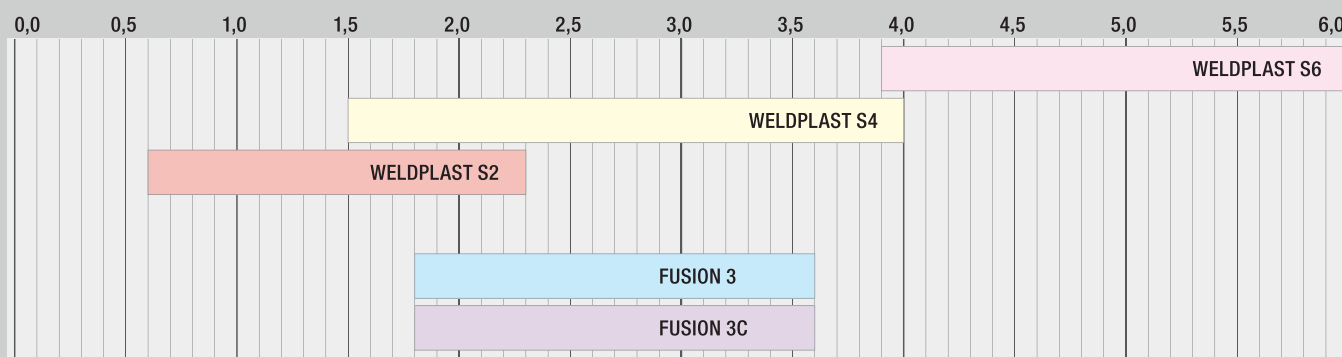 0,0 0,5 1,0 1,5 2,0 2,5 3,0 3,5 4,0 4,5 5,0 5,5 6,0
WELDPLAST S6
WELDPLAST S4
WELDPLAST S2
FUSION 3
FUSION 3C